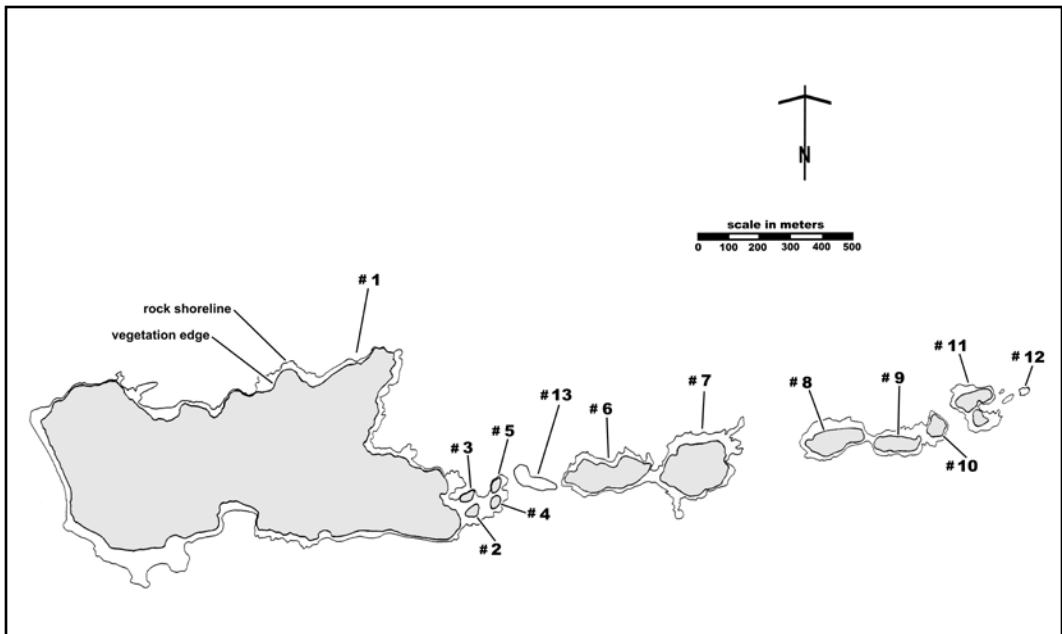 N
scale in meters
0 100 200 300 400 500
# 1
rock shoreline
vegetation edge
# 11
# 12
# 7
# 8
# 9
# 13
# 6
# 3
# 5
# 10
# 4
# 2